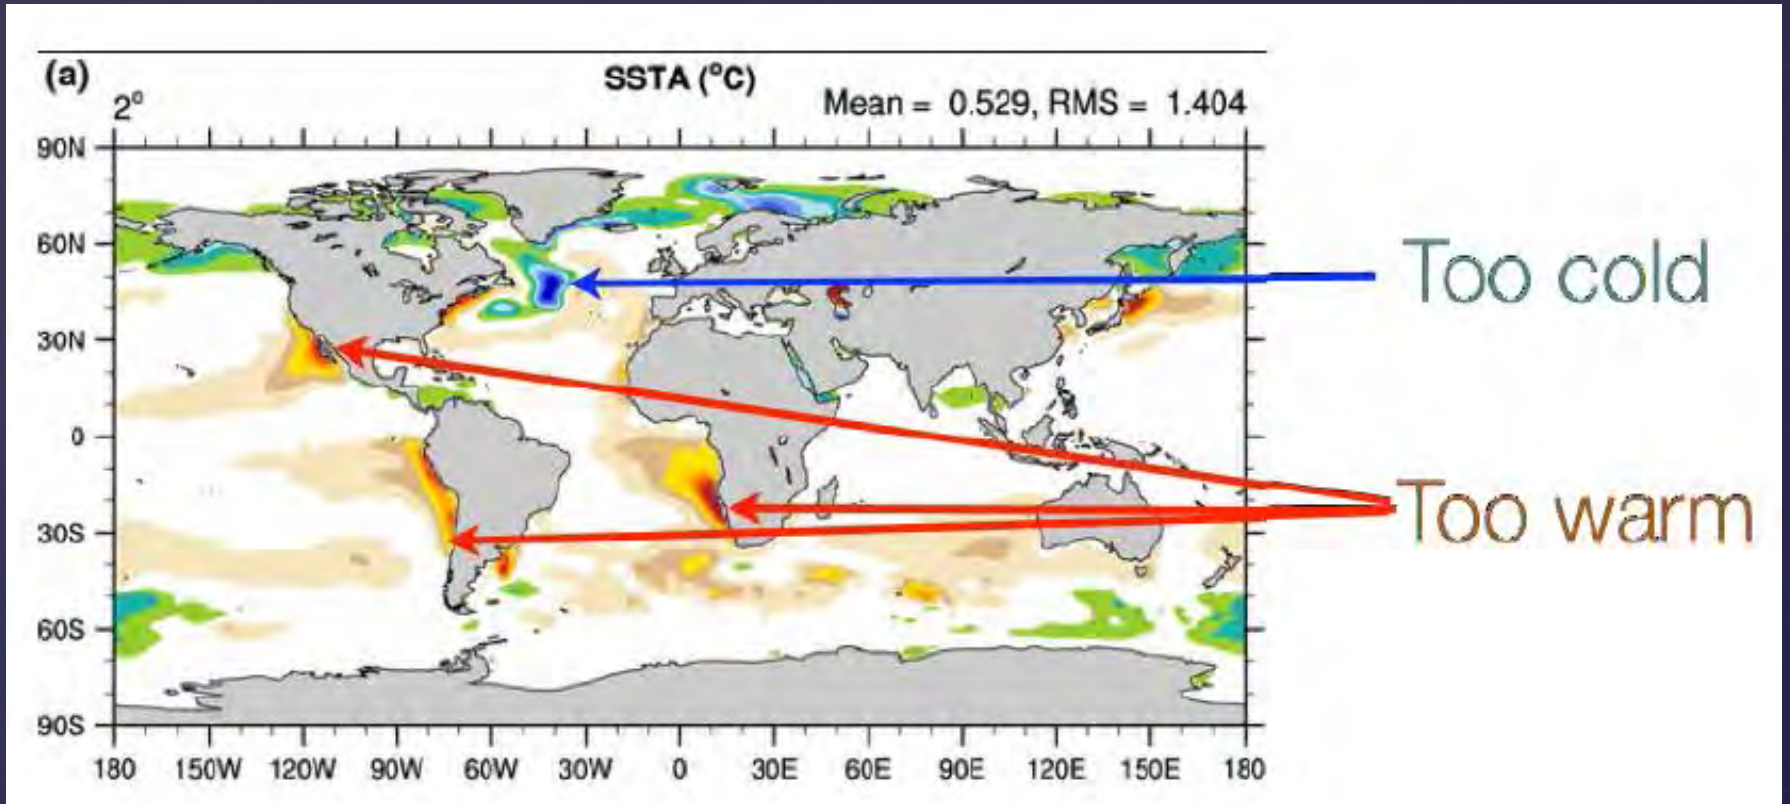 (a)
SSTA (°C)
2°
Mean = 0.529, RMS = 1.404
90N
60N
30N
0
30S
60S
90S
180 150W 120W 90W 60W 30W 0 30E 60E 90E 120E 150E 180
Too cold
Too warm